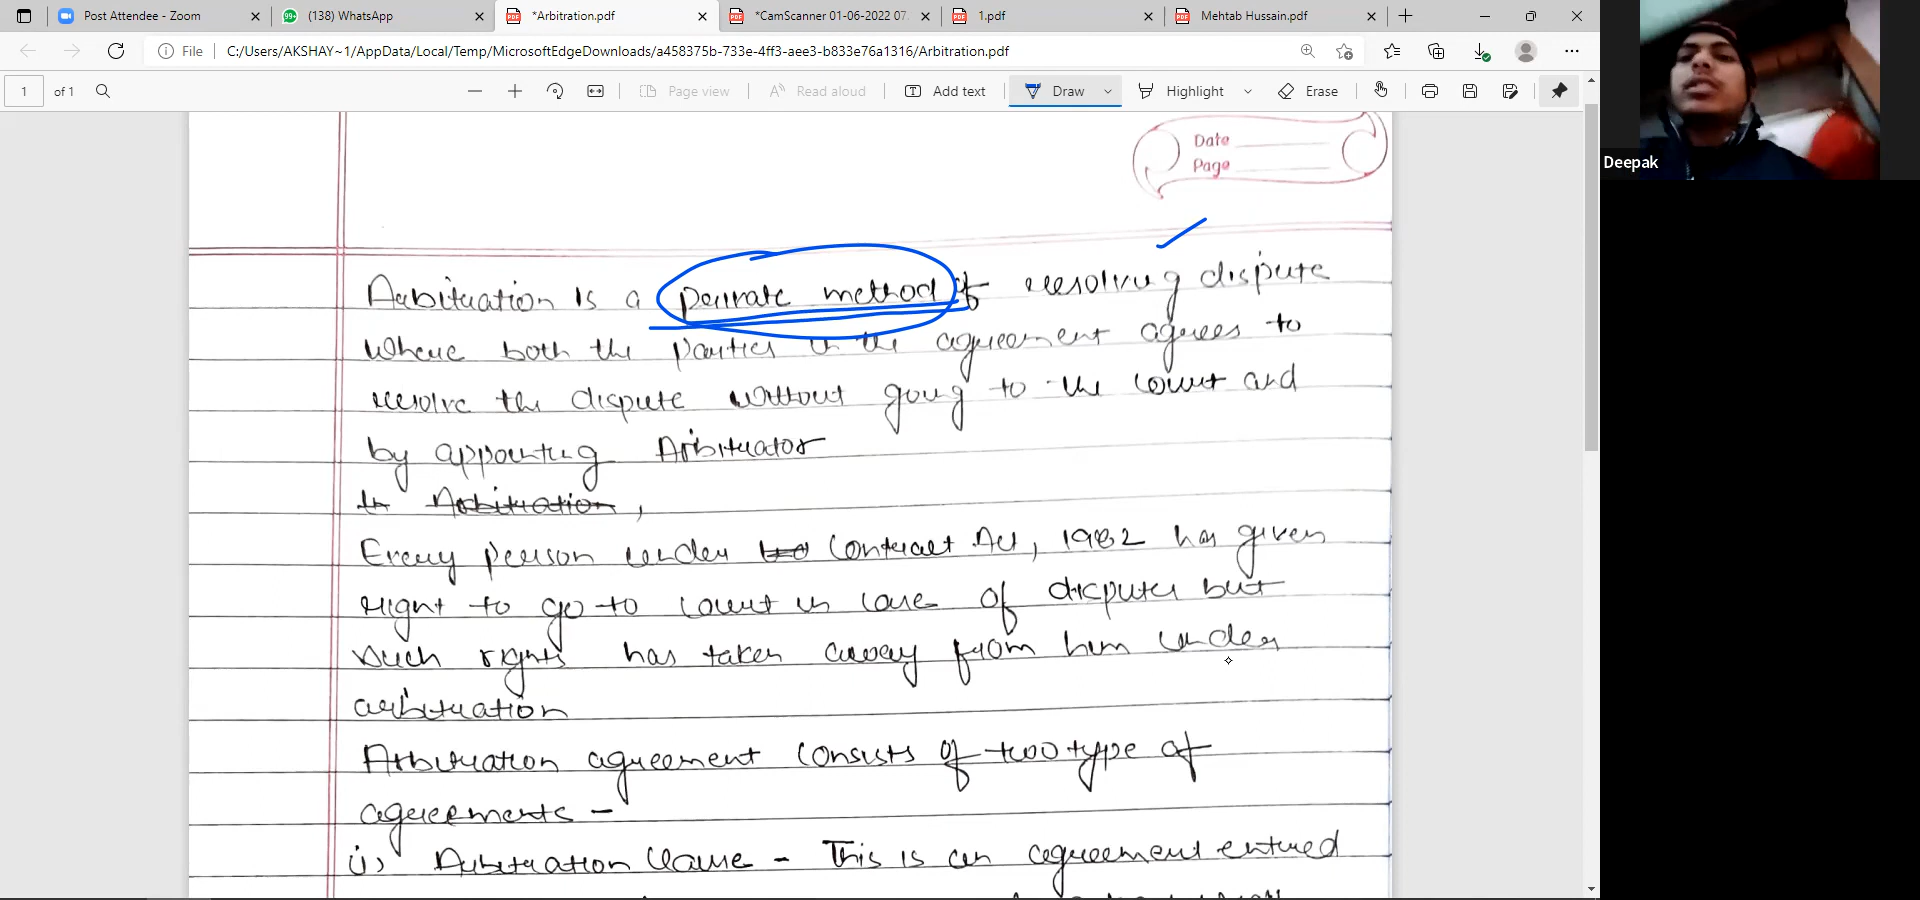 Post Attendee - Zoom
(138) WhatsApp
*Arbitration.pdf
*CamScanner 01-06-2022 07.
1.pdf
Mehtab Hussain.pdf
File
C:/Users/AKSHAY~1/AppData/Local/Temp/MicrosoftEdgeDownloads/a458375b-733e-4ff3-aee3-b833e76a1316/Arbitration.pdf
1 of 1
Page view
Read aloud
Add text
Draw
Highlight
Erase
Deepak
Date
Page
Arbitration is a private method of resolving dispute
where both the parties in the agreement agrees to
resolve the dispute without going to the court and
by appointing Arbitrator
In Arbitration,
Every person under Contract Act, 1982 has given
right to go to court in case of disputes but
such rights has taken away from him under
arbitration
Arbitration agreement consists of two type of
agreements -
i) Arbitration Clause - This is an agreement entered